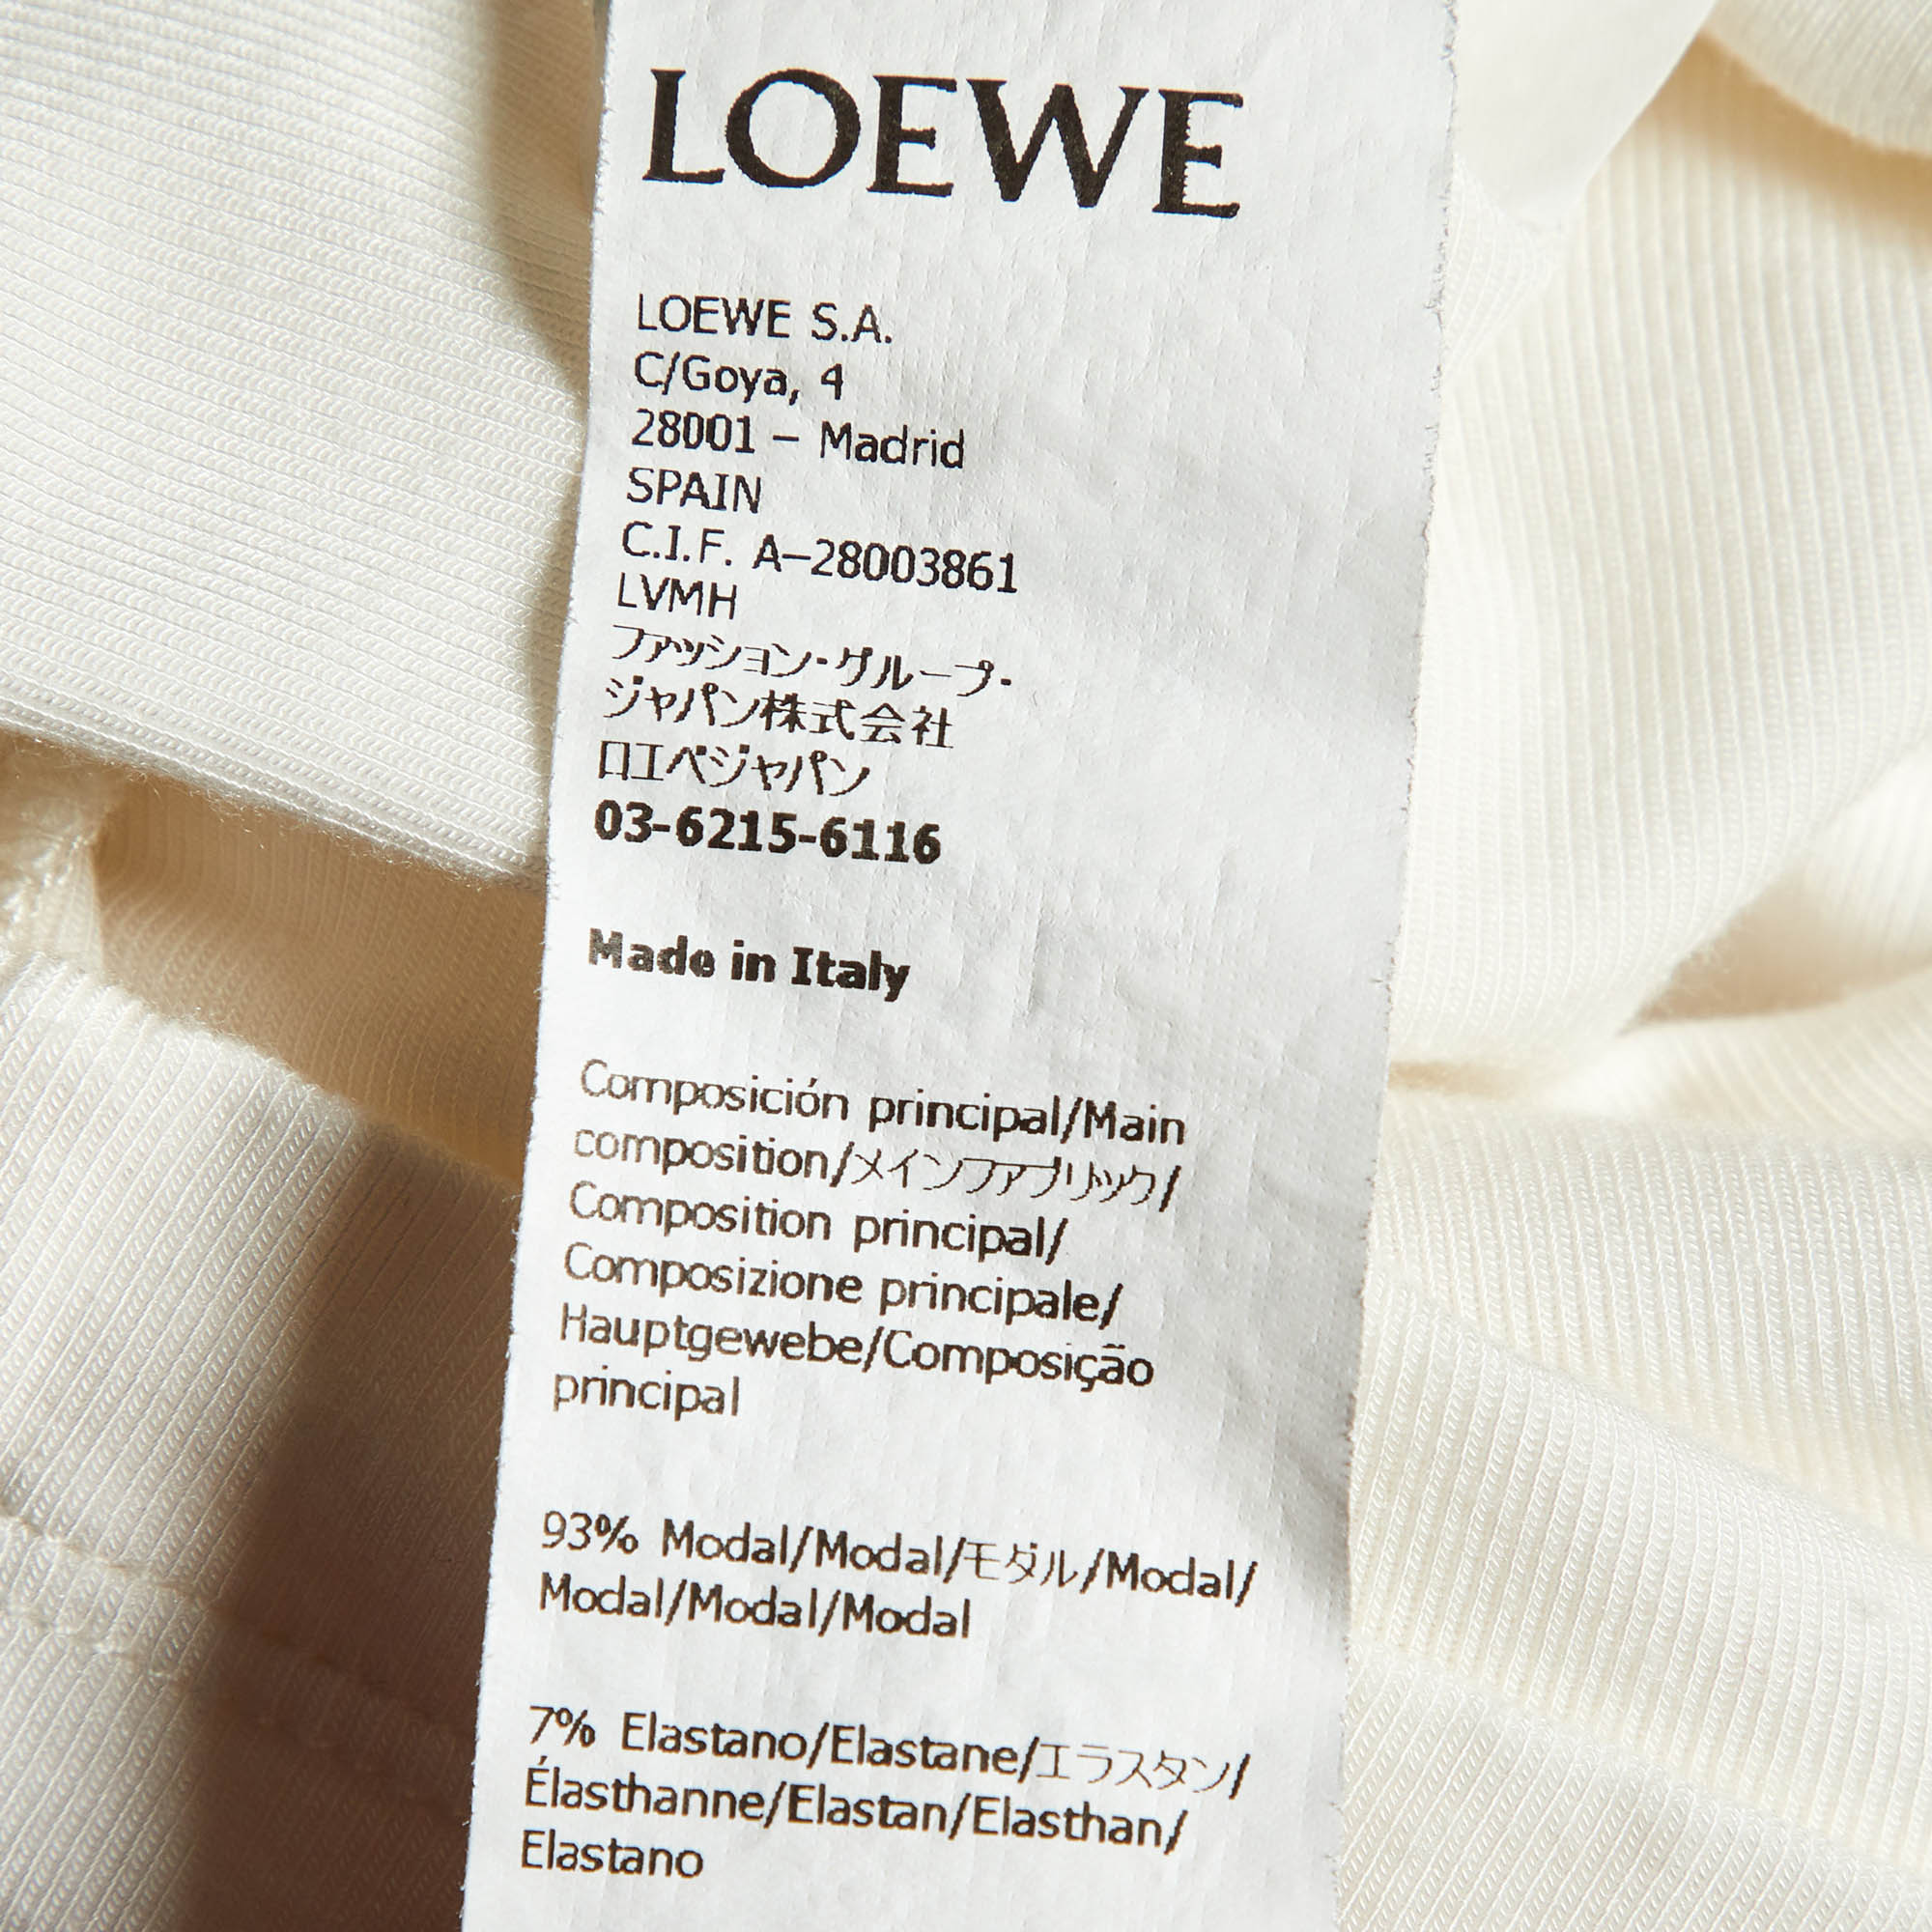 LOEWE
LOEWE S.A.
C/Goya, 4
28001 – Madrid
SPAIN
C.I.F. A–28003861
LVMH
ファッション・グループ・
ジャパン株式会社
ロエベジャパン
03-6215-6116
Made in Italy
Composición principal/Main
composition/メインファブリック/
Composition principal/
Composizione principale/
Hauptgewebe/Composição
principal
93% Modal/Modal/モダル/Modal/
Modal/Modal/Modal
7% Elastano/Elastane/エラスタン/
Élasthanne/Elastan/Elasthan/
Elastano